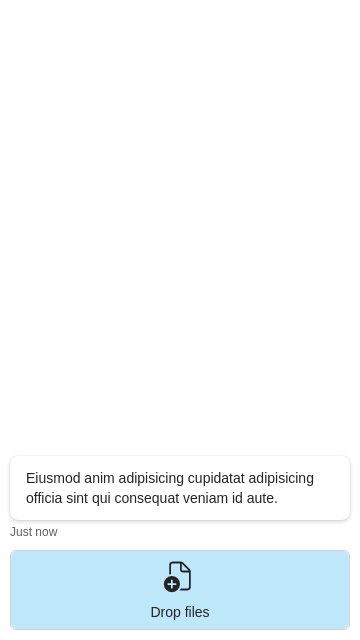 Eiusmod anim adipisicing cupidatat adipisicing
officia sint qui consequat veniam id aute.
Just now
Drop files